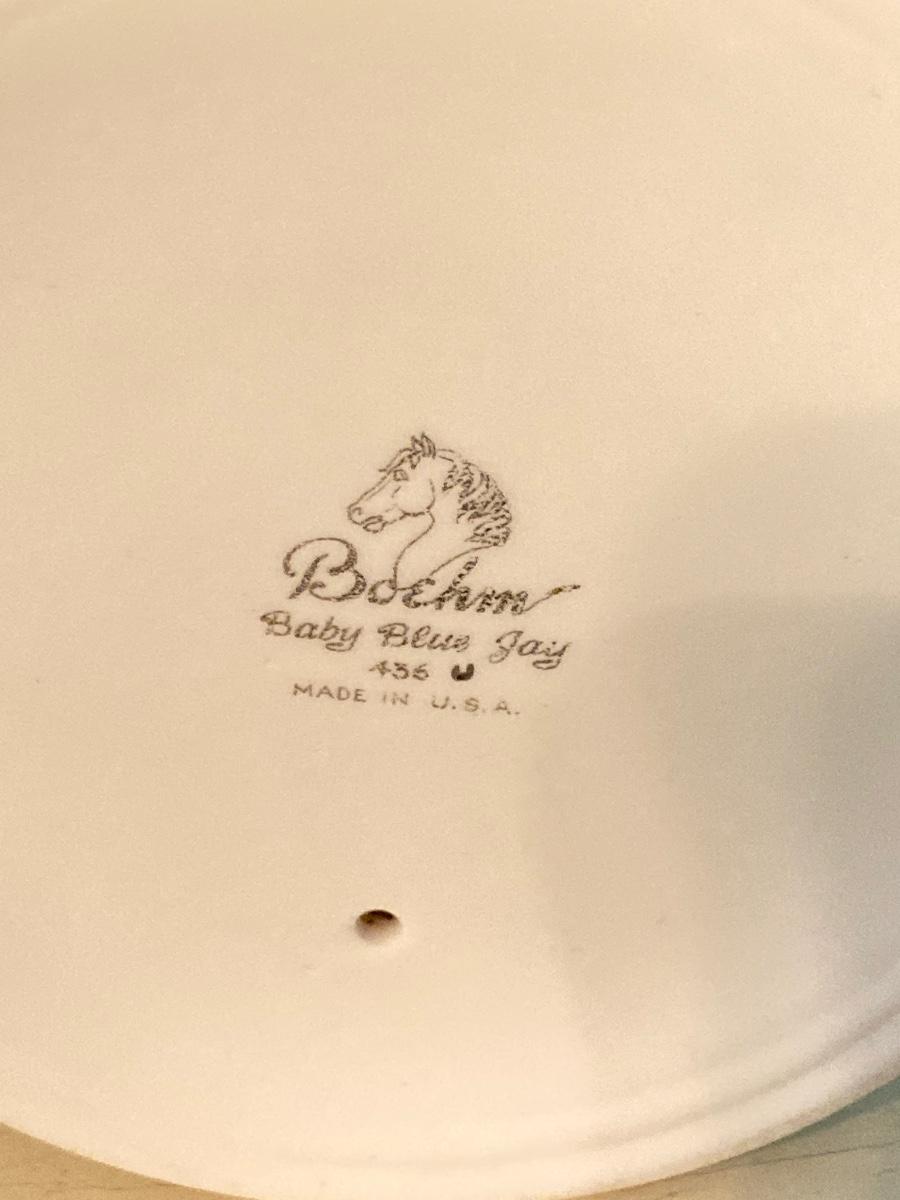 Boehm
Baby Blue Jay
436 U
MADE IN U.S.A.